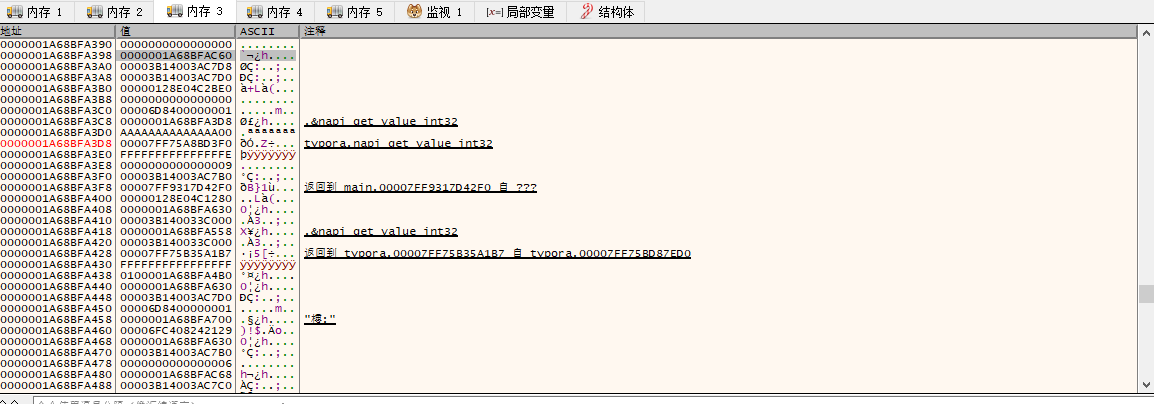 内存 1 内存 2 内存 3 内存 4 内存 5 监视 1 [x=] 局部变量 结构体
地址 值 ASCII 注释
0000001A68BFA390 0000000000000000 ........
0000001A68BFA398 0000001A68BFAC60 `¬¿h....
0000001A68BFA3A0 00003B14003AC7D8 ØÇ:..;..
0000001A68BFA3A8 00003B14003AC7D0 ÐÇ:..;..
0000001A68BFA3B0 00000128E04C2BE0 à+Là(...
0000001A68BFA3B8 0000000000000000 ........
0000001A68BFA3C0 00006D8400000001 .....m..
0000001A68BFA3C8 0000001A68BFA3D8 Ø£¿h.... .&napi_get_value_int32
0000001A68BFA3D0 AAAAAAAAAAAAAA00 .ªªªªªªª
0000001A68BFA3D8 00007FF75A8BD3F0 ðÓ.Z÷... typora.napi_get_value_int32
0000001A68BFA3E0 FFFFFFFFFFFFFFFE þÿÿÿÿÿÿÿ
0000001A68BFA3E8 0000000000000009 ........
0000001A68BFA3F0 00003B14003AC7B0 °Ç:..;..
0000001A68BFA3F8 00007FF9317D42F0 ðB}1ù... 返回到 main.00007FF9317D42F0 自 ???
0000001A68BFA400 00000128E04C1280 ..Là(...
0000001A68BFA408 0000001A68BFA630 0¦¿h....
0000001A68BFA410 00003B140033C000 .À3..;..
0000001A68BFA418 0000001A68BFA558 X¥¿h.... .&napi_get_value_int32
0000001A68BFA420 00003B140033C000 .À3..;..
0000001A68BFA428 00007FF75B35A1B7 ·¡5[÷... 返回到 typora.00007FF75B35A1B7 自 typora.00007FF75BD87ED0
0000001A68BFA430 FFFFFFFFFFFFFFFF ÿÿÿÿÿÿÿÿ
0000001A68BFA438 0100001A68BFA4B0 °¤¿h....
0000001A68BFA440 0000001A68BFA630 0¦¿h....
0000001A68BFA448 00003B14003AC7D0 ÐÇ:..;..
0000001A68BFA450 00006D8400000001 .....m..
0000001A68BFA458 0000001A68BFA700 .§¿h.... "樓;"
0000001A68BFA460 00006FC408242129 )!$.Äo..
0000001A68BFA468 0000001A68BFA630 0¦¿h....
0000001A68BFA470 00003B14003AC7B0 °Ç:..;..
0000001A68BFA478 0000000000000006 ........
0000001A68BFA480 0000001A68BFAC68 h¬¿h....
0000001A68BFA488 00003B14003AC7C0 ÀÇ:..;..